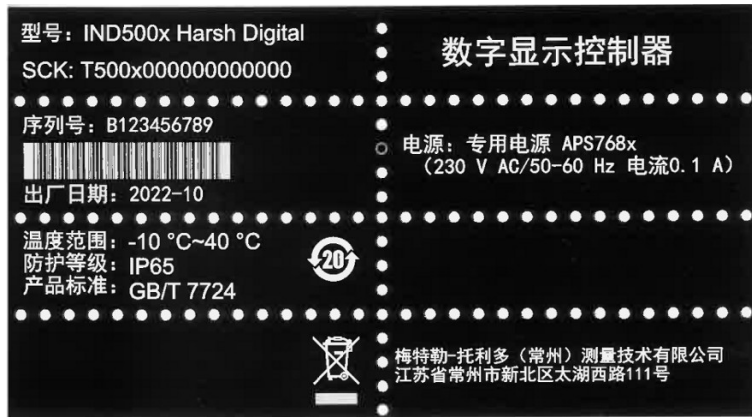 型号: IND500x Harsh Digital
SCK: T500x000000000000
数字显示控制器
序列号: B123456789
出厂日期: 2022-10
电源: 专用电源 APS768x
(230 V AC/50-60 Hz 电流0.1 A)
温度范围: -10 °C~40 °C
防护等级: IP65
产品标准: GB/T 7724
20
梅特勒-托利多（常州）测量技术有限公司
江苏省常州市新北区太湖西路111号